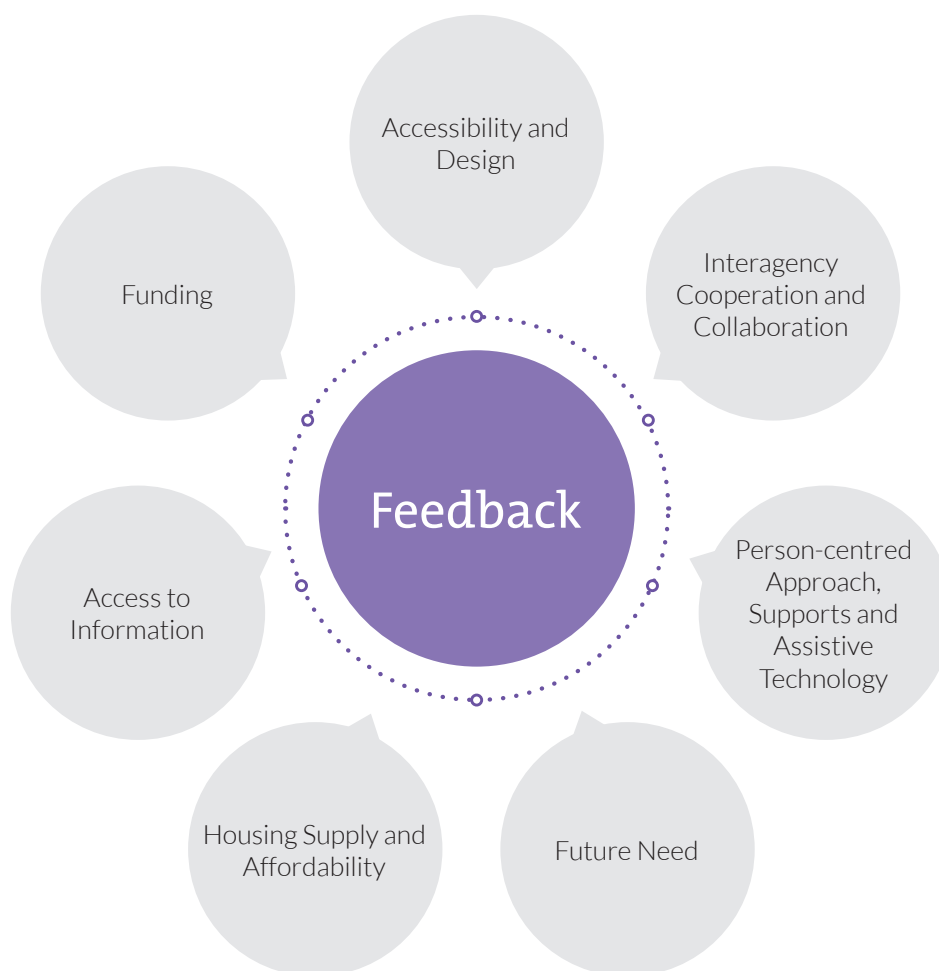 Accessibility and
Design
Interagency
Cooperation and
Collaboration
Funding
Feedback
Person-centred
Approach,
Supports and
Assistive
Technology
Access to
Information
Housing Supply and
Affordability
Future Need